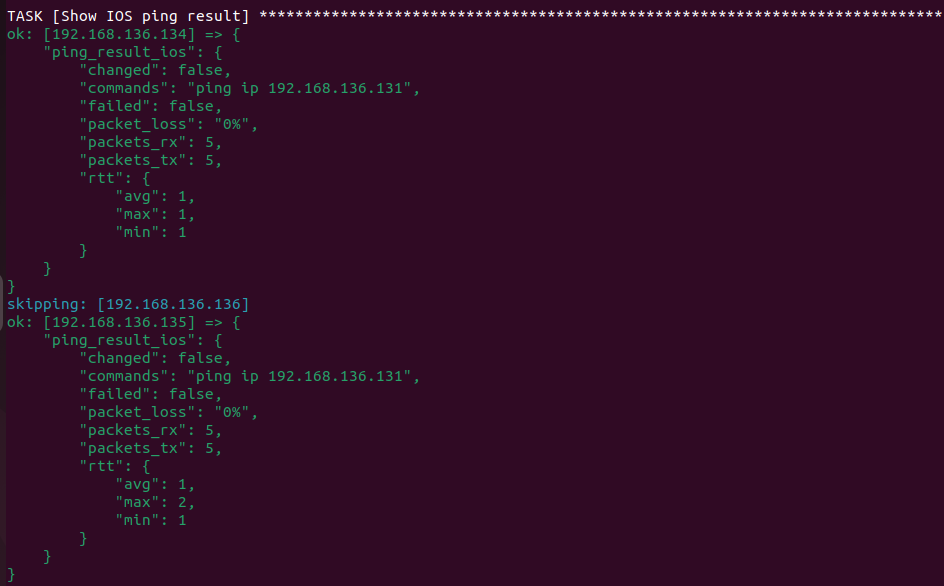 TASK [Show IOS ping result] ****************************************************************************
ok: [192.168.136.134] => {
    "ping_result_ios": {
        "changed": false,
        "commands": "ping ip 192.168.136.131",
        "failed": false,
        "packet_loss": "0%",
        "packets_rx": 5,
        "packets_tx": 5,
        "rtt": {
            "avg": 1,
            "max": 1,
            "min": 1
        }
    }
}
skipping: [192.168.136.136]
ok: [192.168.136.135] => {
    "ping_result_ios": {
        "changed": false,
        "commands": "ping ip 192.168.136.131",
        "failed": false,
        "packet_loss": "0%",
        "packets_rx": 5,
        "packets_tx": 5,
        "rtt": {
            "avg": 1,
            "max": 2,
            "min": 1
        }
    }
}